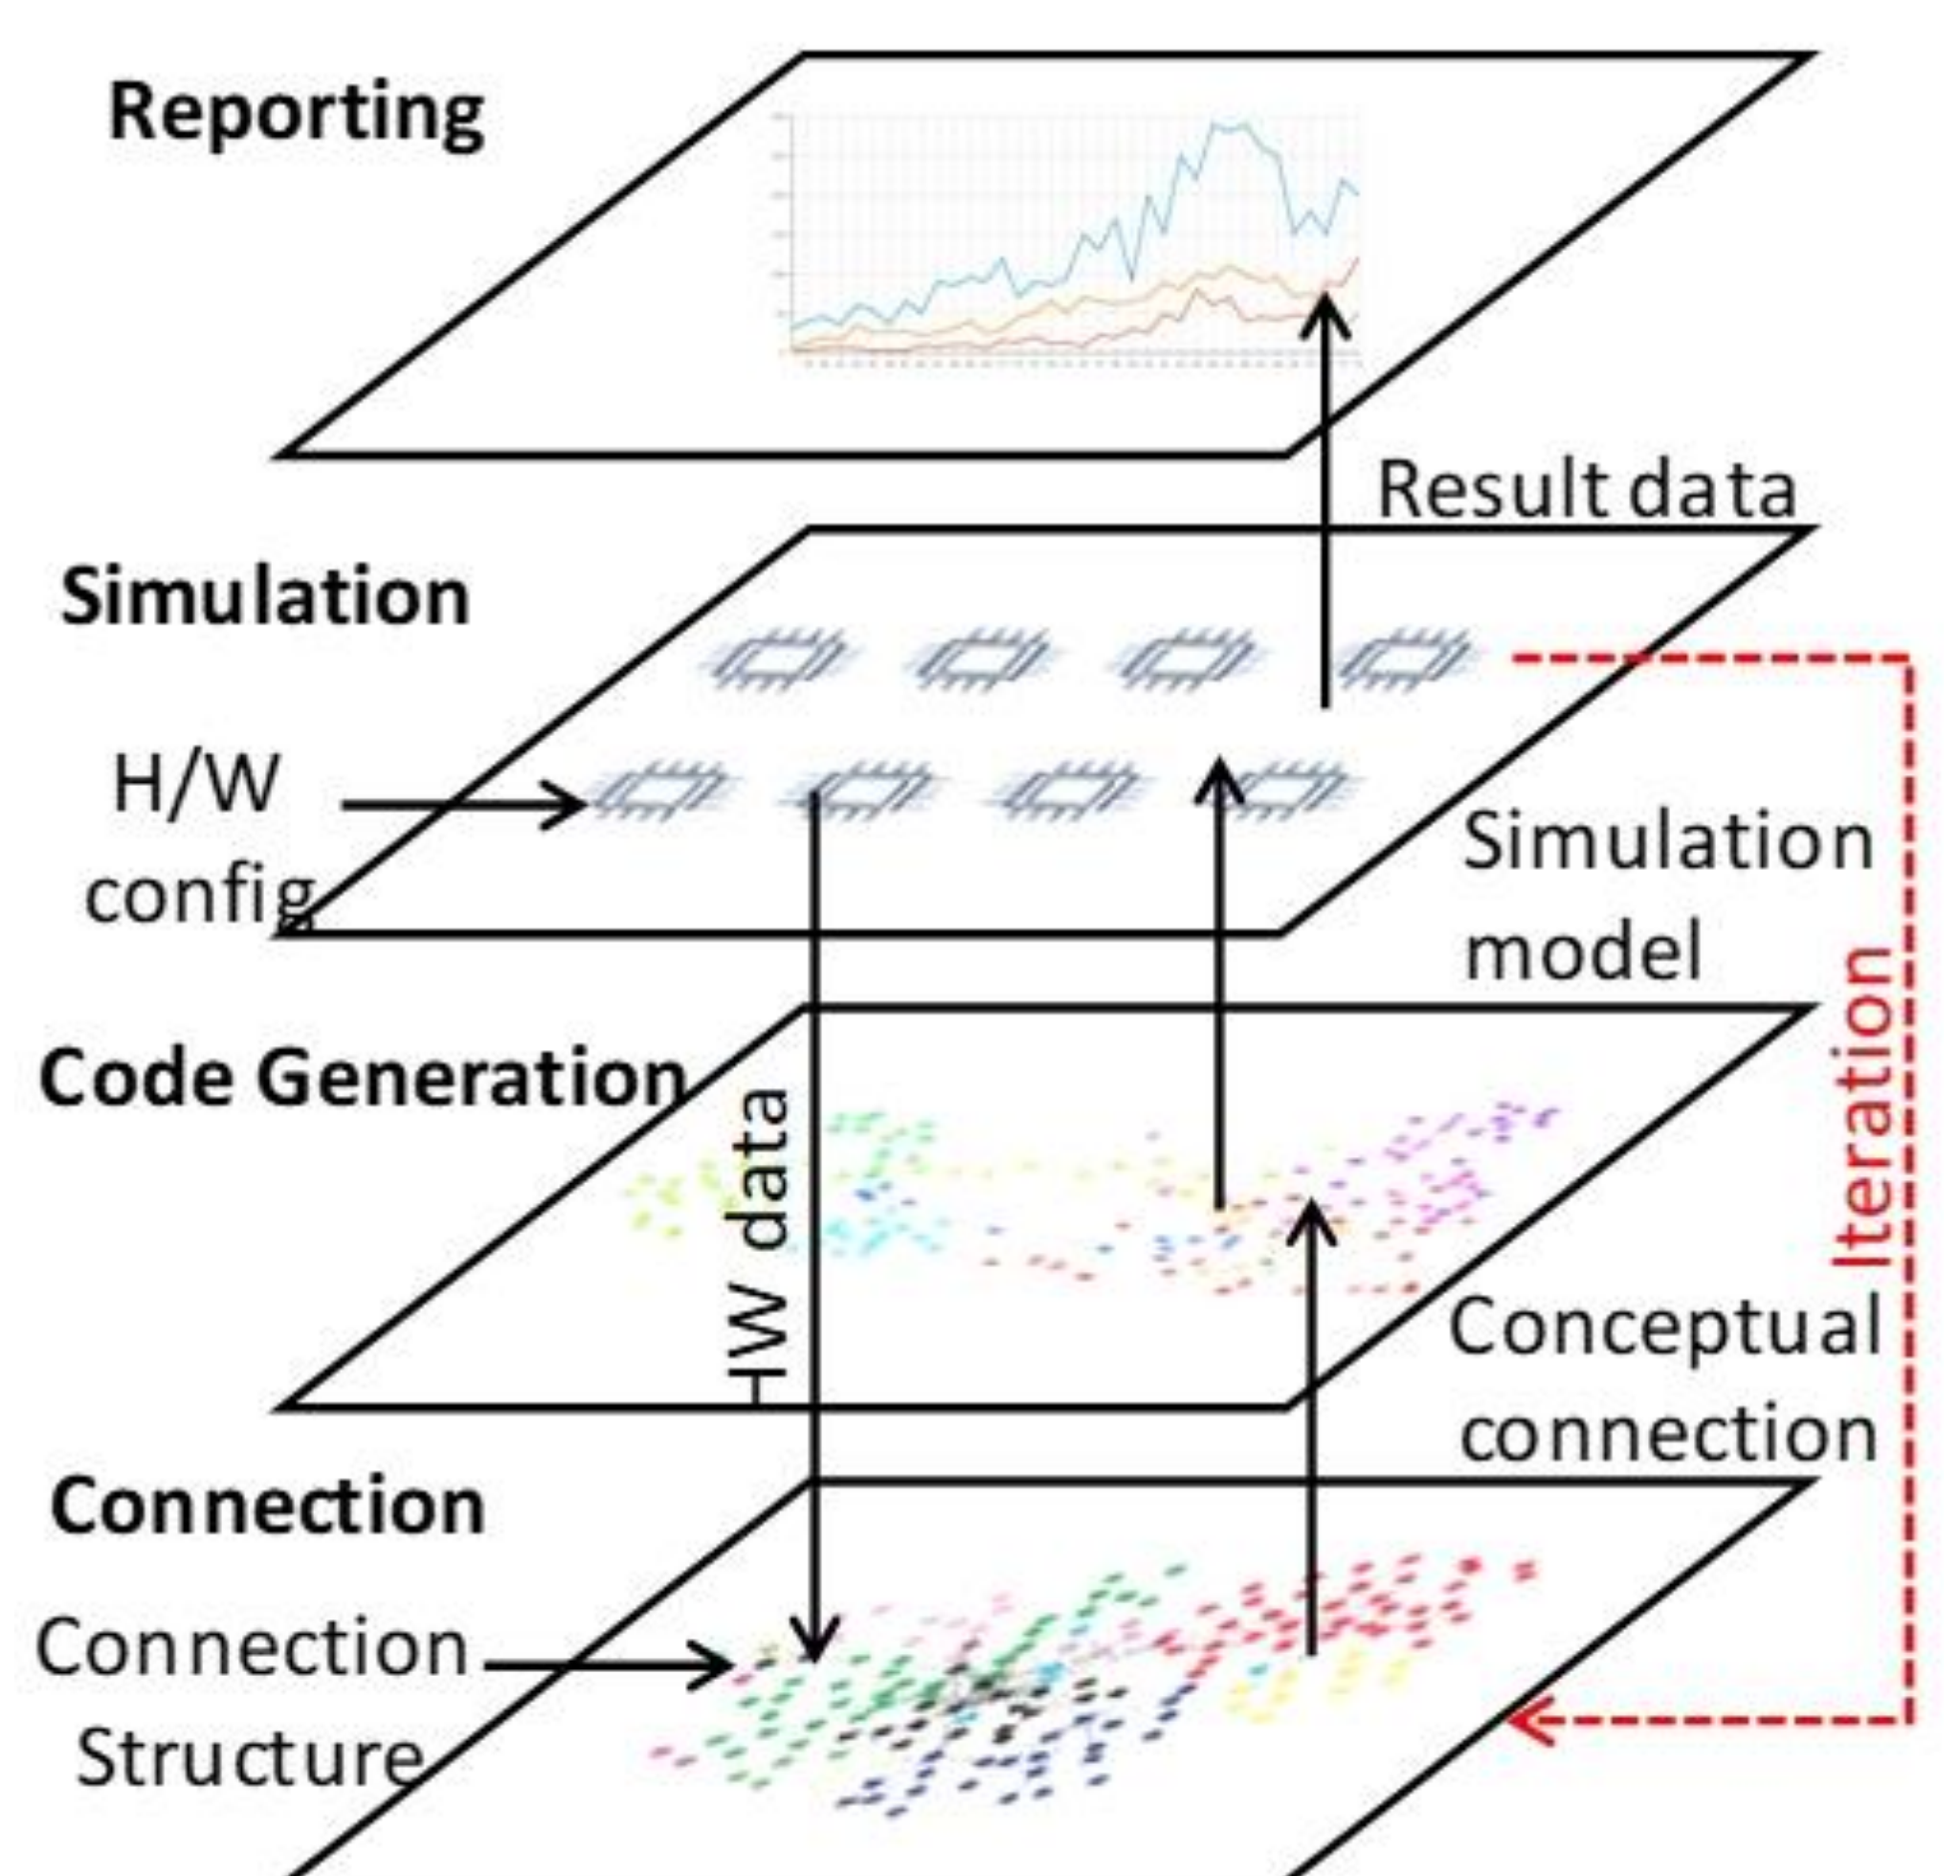 Reporting
Result data
Simulation
H/W
config
Simulation
model
Code Generation
HW data
Iteration
Conceptual
connection
Connection
Connection
Structure